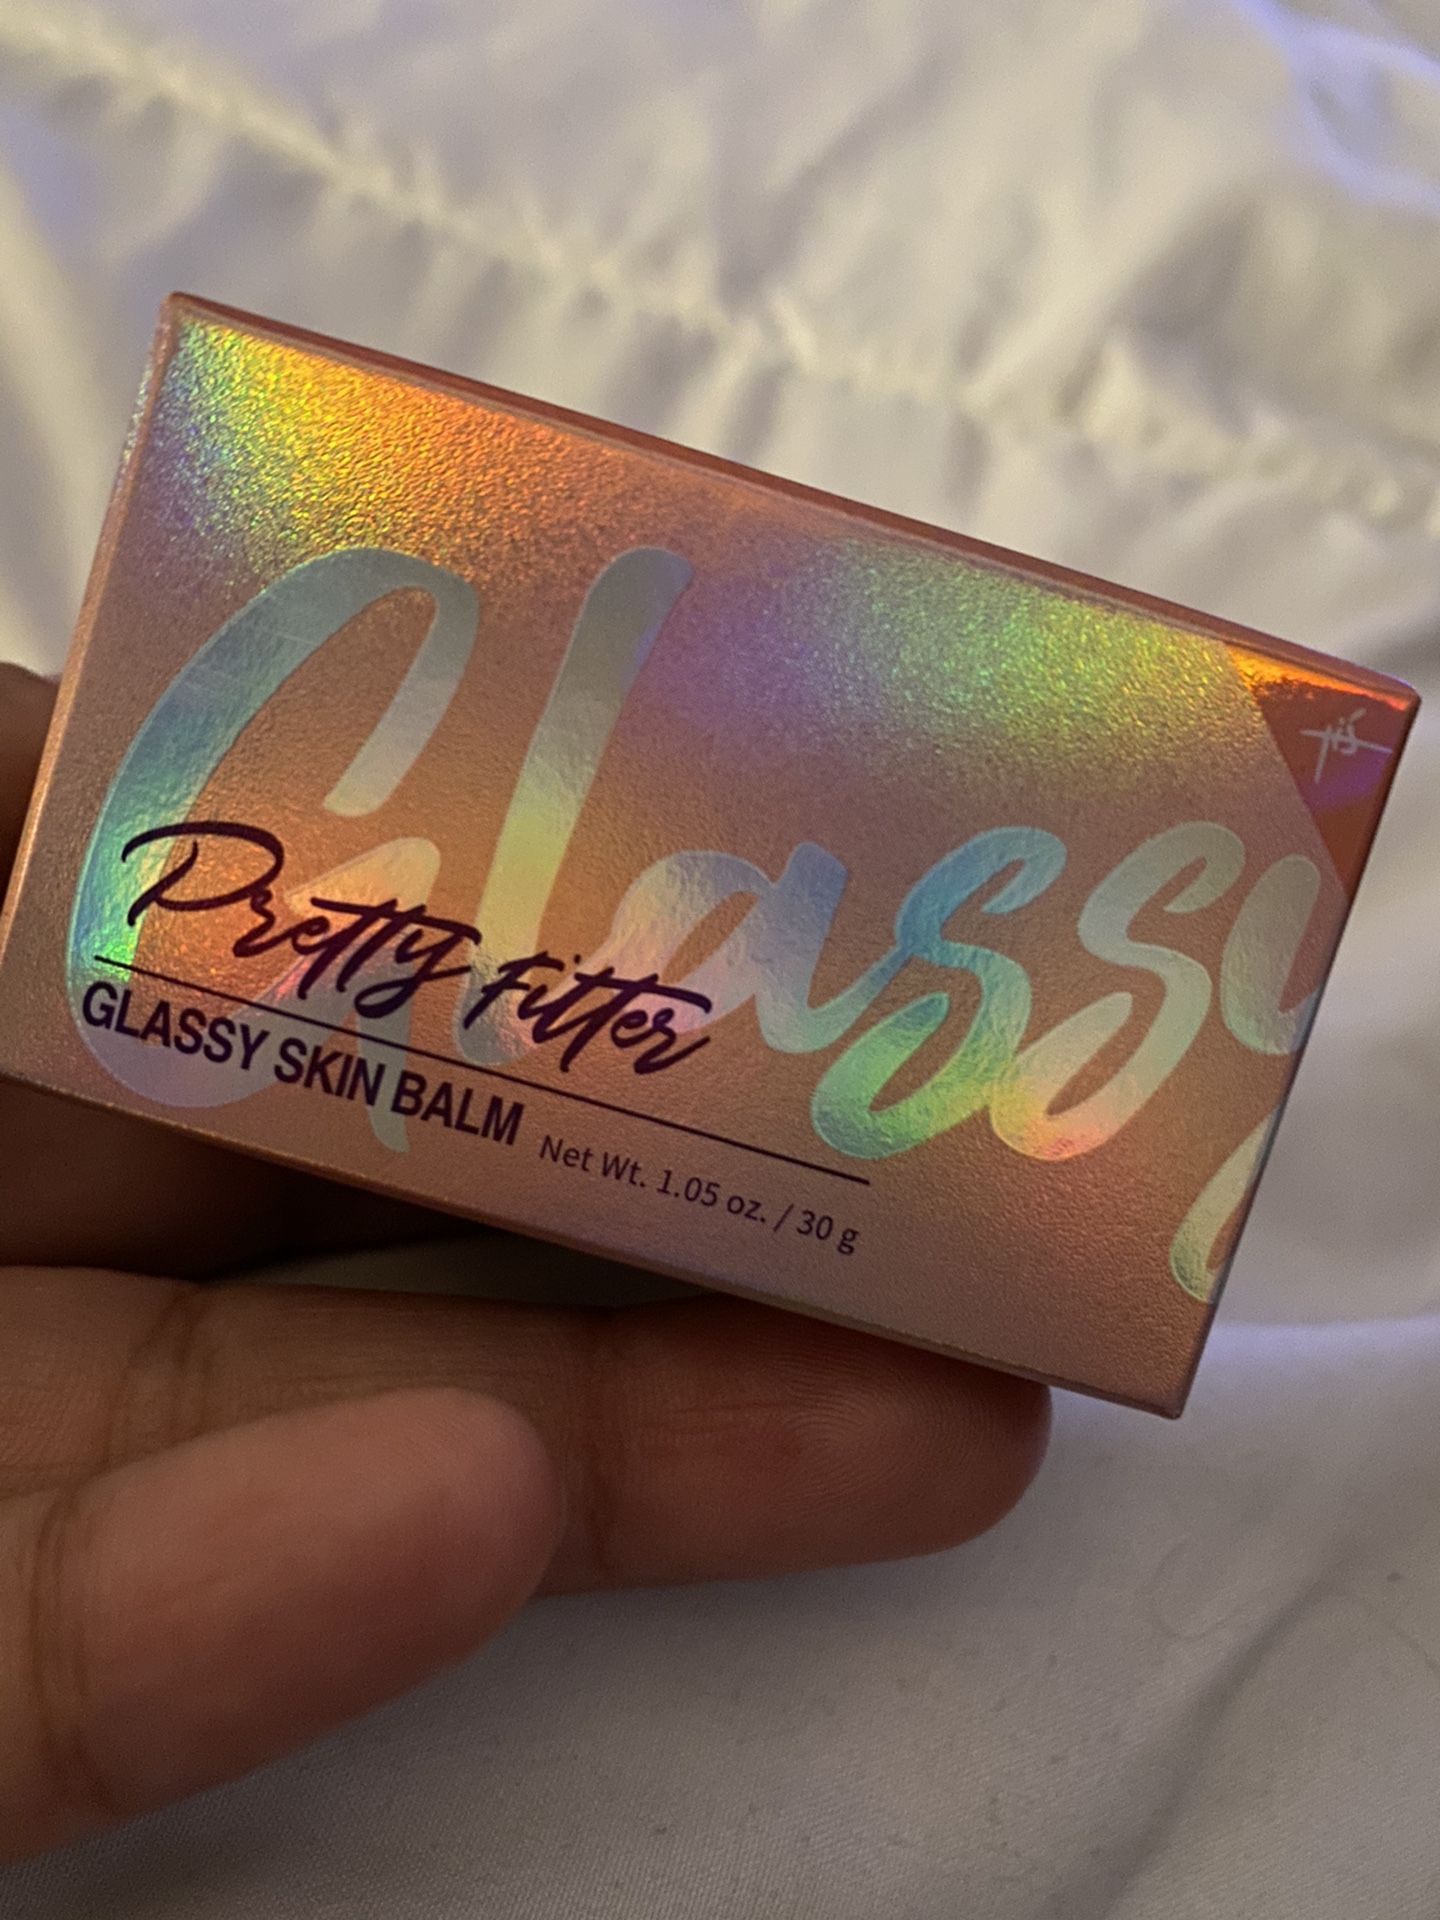 Glassy
Pretty Filter
GLASSY SKIN BALM Net Wt. 1.05 oz. / 30 g